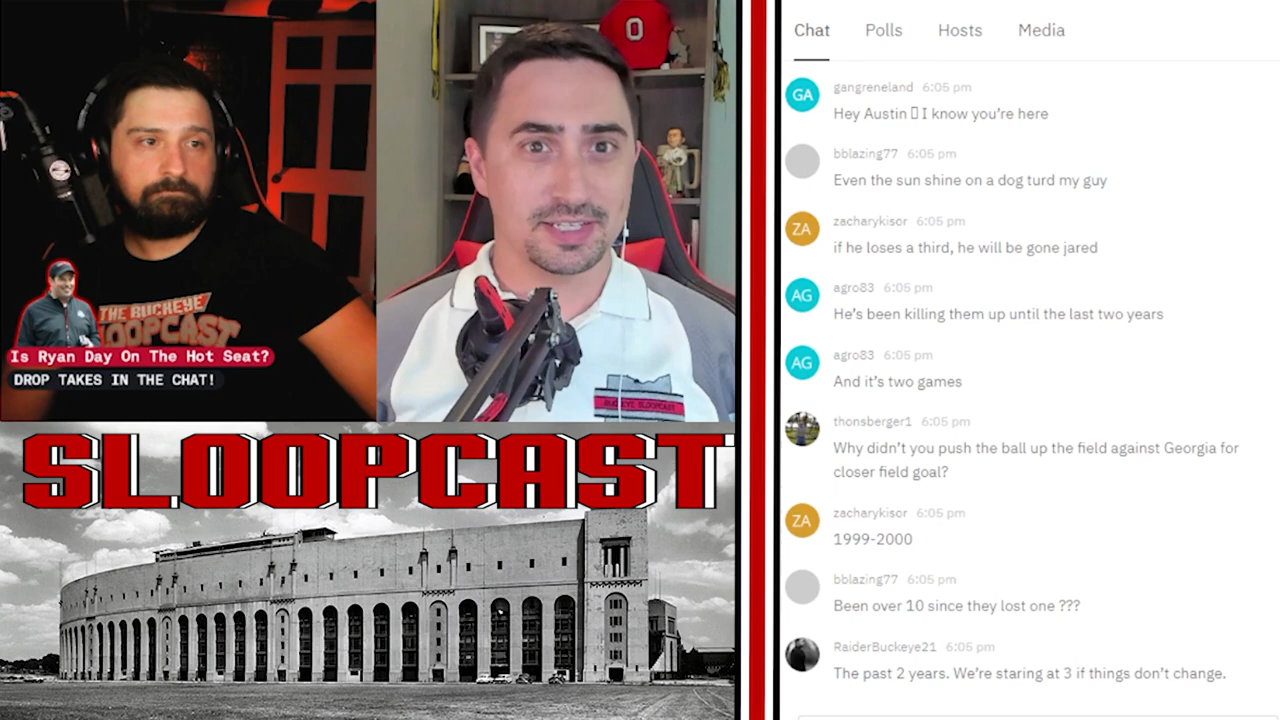 O
THE BUCKEYE
SLOOPCAST
Is Ryan Day On The Hot Seat?
DROP TAKES IN THE CHAT!
BUCKEYE SLOOPCAST
SLOOPCAST
Chat Polls Hosts Media
GA
gangreneland 6:05 pm
Hey Austin I know you’re here
bblazing77 6:05 pm
Even the sun shine on a dog turd my guy
ZA
zacharykisor 6:05 pm
if he loses a third, he will be gone jared
AG
agro83 6:05 pm
He’s been killing them up until the last two years
AG
agro83 6:05 pm
And it’s two games
thonsberger1 6:05 pm
Why didn’t you push the ball up the field against Georgia for
closer field goal?
ZA
zacharykisor 6:05 pm
1999-2000
bblazing77 6:05 pm
Been over 10 since they lost one ???
RaiderBuckeye21 6:05 pm
The past 2 years. We’re staring at 3 if things don’t change.